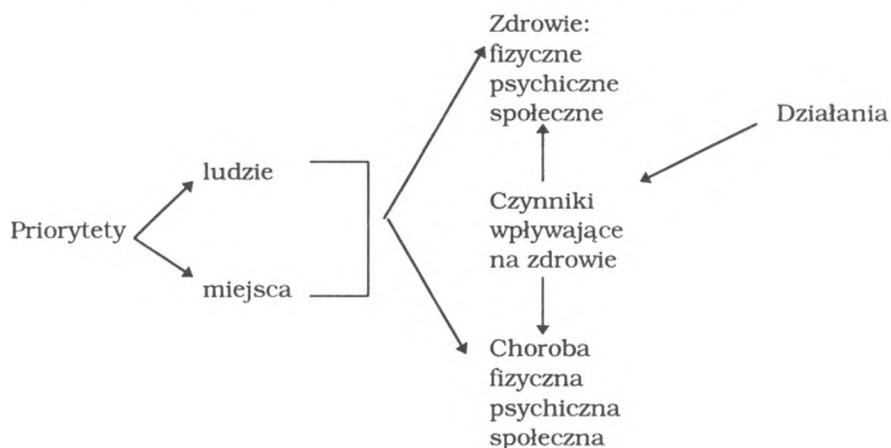 Zdrowie:
fizyczne
psychiczne
społeczne
Działania
ludzie
Priorytety
miejsca
Czynniki
wpływające
na zdrowie
Choroba
fizyczna
psychiczna
społeczna